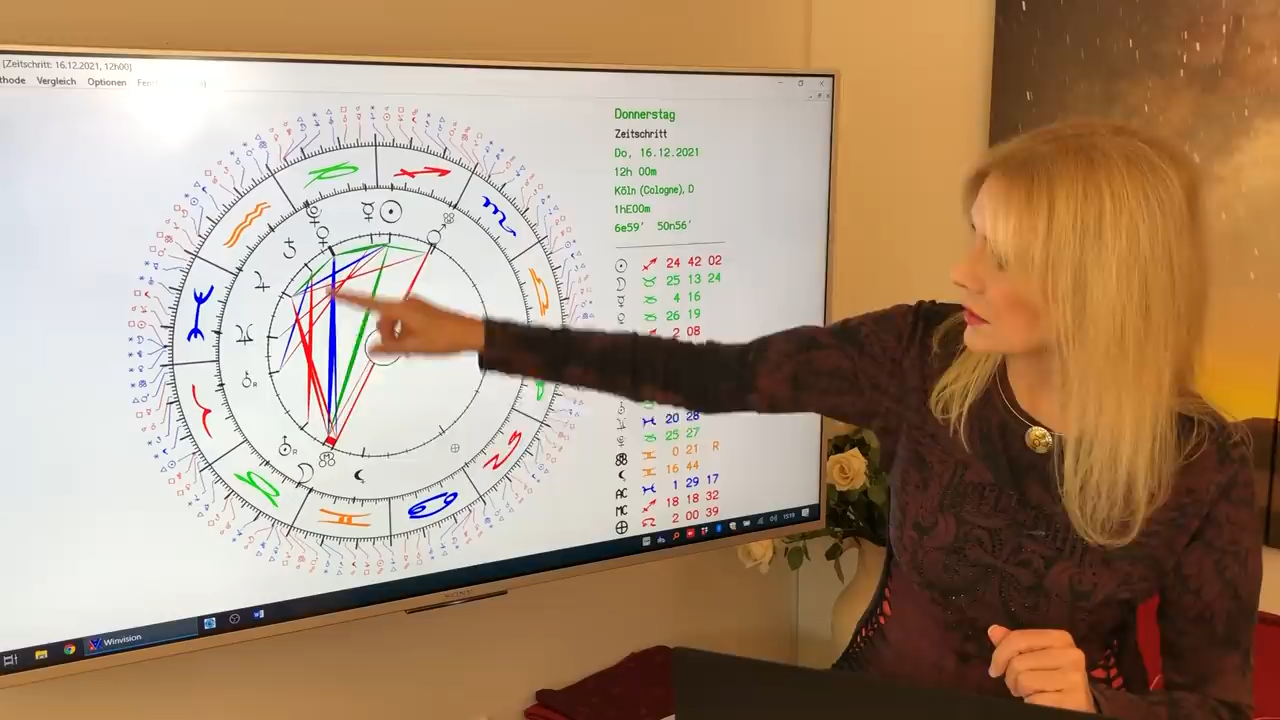 [Zeitschritt: 16.12.2021, 12h00]
Vergleich Optionen
Donnerstag
Zeitschritt
Do, 16.12.2021
12h 00m
Köln (Cologne), D
1hE00m
6e59' 50n56'
☉ ♐ 24 42 02
☽ ♉ 25 13 24
☿ ♑ 4 16
♀ ♑ 26 19
2 08
♓ 20 28
♑ 25 27
♊ 0 21 R
♊ 16 44
AC ♓ 1 29 17
MC ♐ 18 18 32
⊕ ♌ 2 00 39
15:19
SONY
Winvision